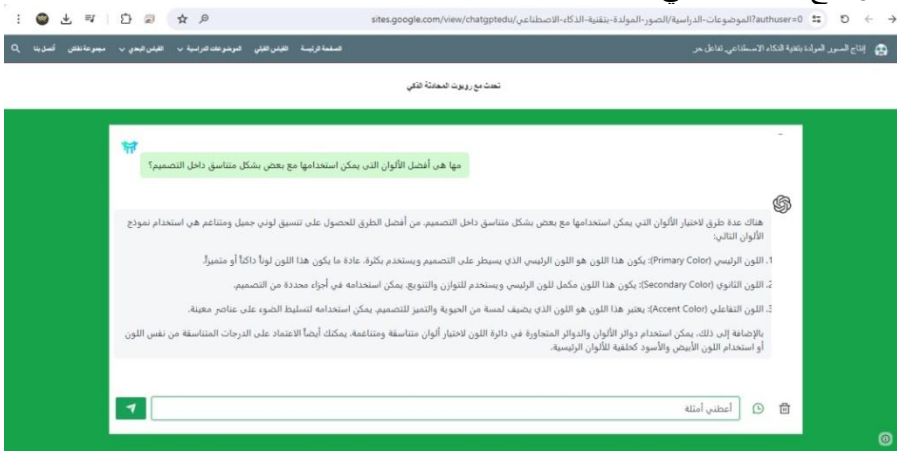 sites.google.com/view/chatgptedu/الموضوعات-الدراسية/الصور-المولدة-بتقنية-الذكاء-الاصطناعي?authuser=0
إنتاج الصور المولدة بتقنية الذكاء الاصطناعي، تفاعل حر
الصفحة الرئيسة القياس القبلي الموضوعات الدراسية القياس البعدي مجموعة نقاش أتصل بنا
تحدث مع روبوت المحادثة الذكي
مها هي أفضل الألوان التي يمكن استخدامها مع بعض بشكل متناسق داخل التصميم؟
هناك عدة طرق لاختيار الألوان التي يمكن استخدامها مع بعض بشكل متناسق داخل التصميم. من أفضل الطرق للحصول على تنسيق لوني جميل ومتناغم هي استخدام نموذج
الألوان التالي:
1. اللون الرئيسي (Primary Color): يكون هذا اللون هو اللون الرئيسي الذي يسيطر على التصميم ويستخدم بكثرة. عادة ما يكون هذا اللون لوناً داكناً أو متميزاً.
2. اللون الثانوي (Secondary Color): يكون هذا اللون مكمل للون الرئيسي ويستخدم للتوازن والتنويع. يمكن استخدامه في أجزاء محددة من التصميم.
3. اللون التفاعلي (Accent Color): يعتبر هذا اللون هو اللون الذي يضيف لمسة من الحيوية والتميز للتصميم. يمكن استخدامه لتسليط الضوء على عناصر معينة.
بالإضافة إلى ذلك، يمكن استخدام دوائر الألوان والدوائر المتجاورة في دائرة اللون لاختيار ألوان متناسقة ومتناغمة. يمكنك أيضاً الاعتماد على الدرجات المتناسقة من نفس اللون
أو استخدام اللون الأبيض والأسود كخلفية للألوان الرئيسية.
أعطني أمثلة